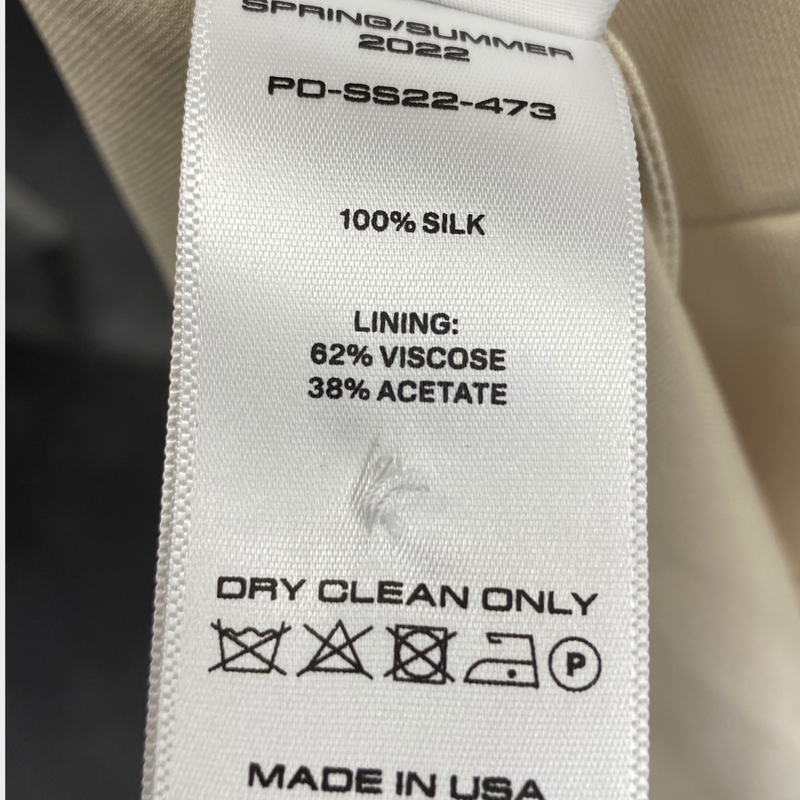 SPRING/SUMMER
2022
PD-SS22-473
100% SILK
LINING:
62% VISCOSE
38% ACETATE
DRY CLEAN ONLY
P
MADE IN USA